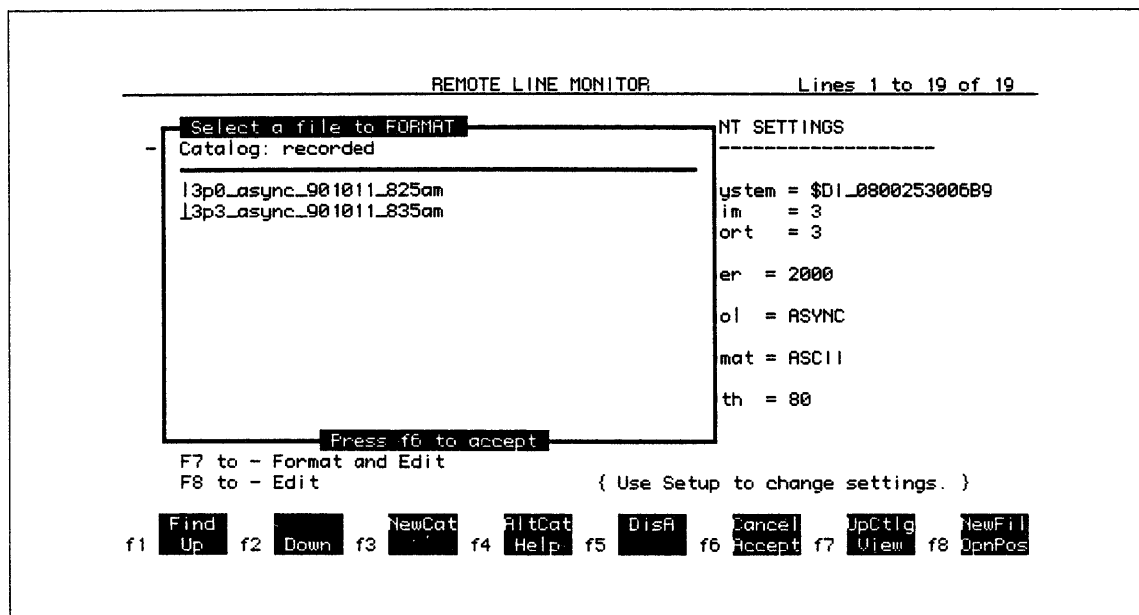 REMOTE LINE MONITOR Lines 1 to 19 of 19
Select a file to FORMAT NT SETTINGS
- Catalog: recorded -------------------
l3p0_async_901011_825am ystem = $DI_0800253006B9
l3p3_async_901011_835am im = 3
ort = 3
er = 2000
ol = ASYNC
mat = ASCII
th = 80
Press f6 to accept
F7 to - Format and Edit
F8 to - Edit { Use Setup to change settings. }
Find NewCat AltCat DisA Cancel UpCtlg NewFil
f1 Up f2 Down f3 f4 Help f5 f6 Accept f7 View f8 OpnPos